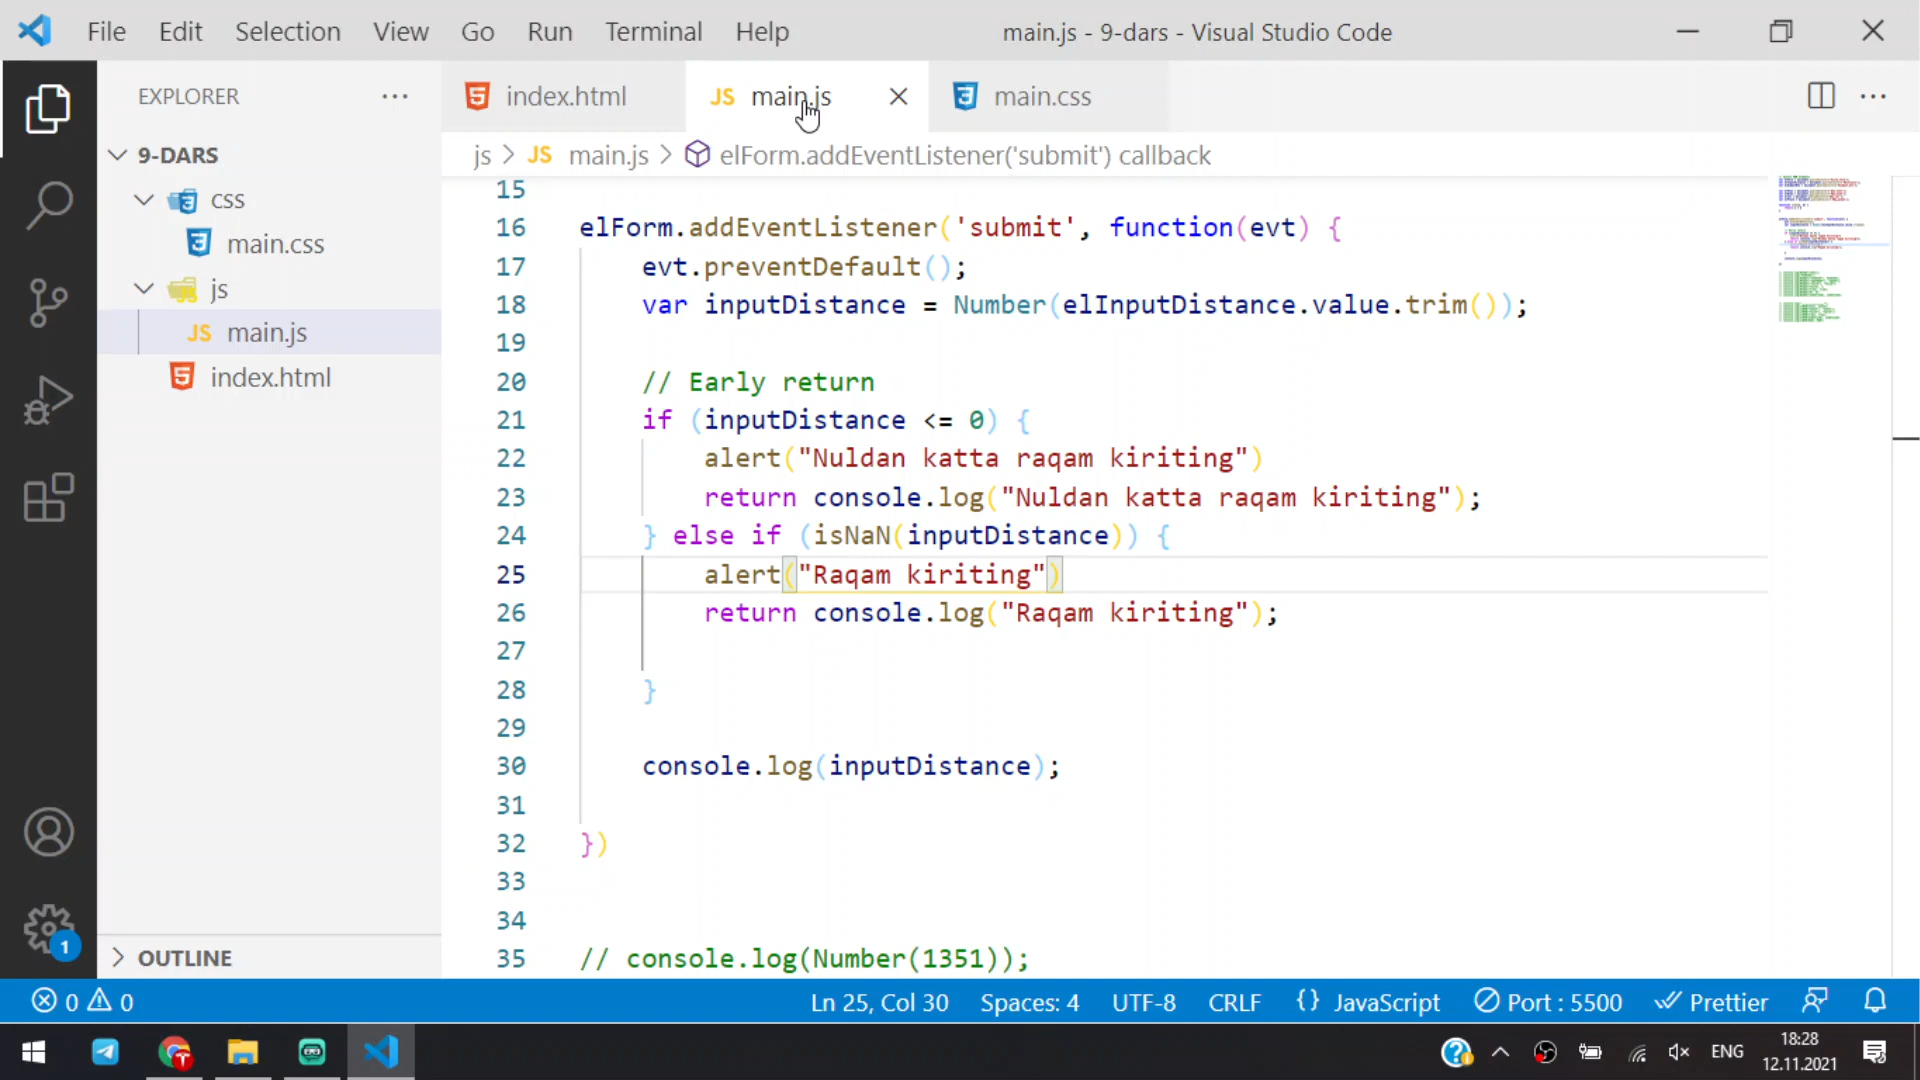 File Edit Selection View Go Run Terminal Help main.js - 9-dars - Visual Studio Code
EXPLORER
index.html
JS main.js
main.css
9-DARS
css
main.css
js
JS main.js
index.html
OUTLINE
js > JS main.js > elForm.addEventListener('submit') callback
15
16 elForm.addEventListener('submit', function(evt) {
17 evt.preventDefault();
18 var inputDistance = Number(elInputDistance.value.trim());
19
20 // Early return
21 if (inputDistance <= 0) {
22 alert("Nuldan katta raqam kiriting")
23 return console.log("Nuldan katta raqam kiriting");
24 } else if (isNaN(inputDistance)) {
25 alert("Raqam kiriting")
26 return console.log("Raqam kiriting");
27
28 }
29
30 console.log(inputDistance);
31
32 })
33
34
35 // console.log(Number(1351));
1
0 0 Ln 25, Col 30 Spaces: 4 UTF-8 CRLF {} JavaScript Port : 5500 Prettier
ENG 18:28
12.11.2021